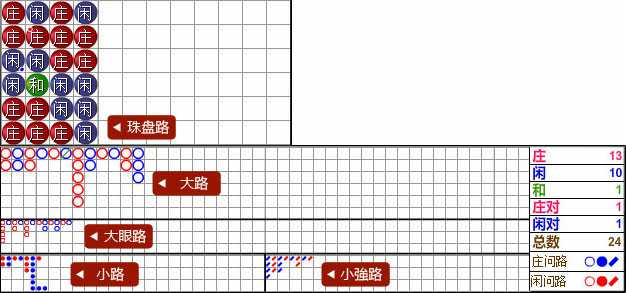 庄 闲 庄 闲
庄 庄 庄 庄
闲 闲 庄 庄
闲 和 闲 闲
庄 庄 闲 闲
庄 庄 庄 闲
珠盘路
大路
大眼路
小路
小強路
庄 13
闲 10
和 1
庄对 1
闲对 1
总数 24
庄问路
闲问路